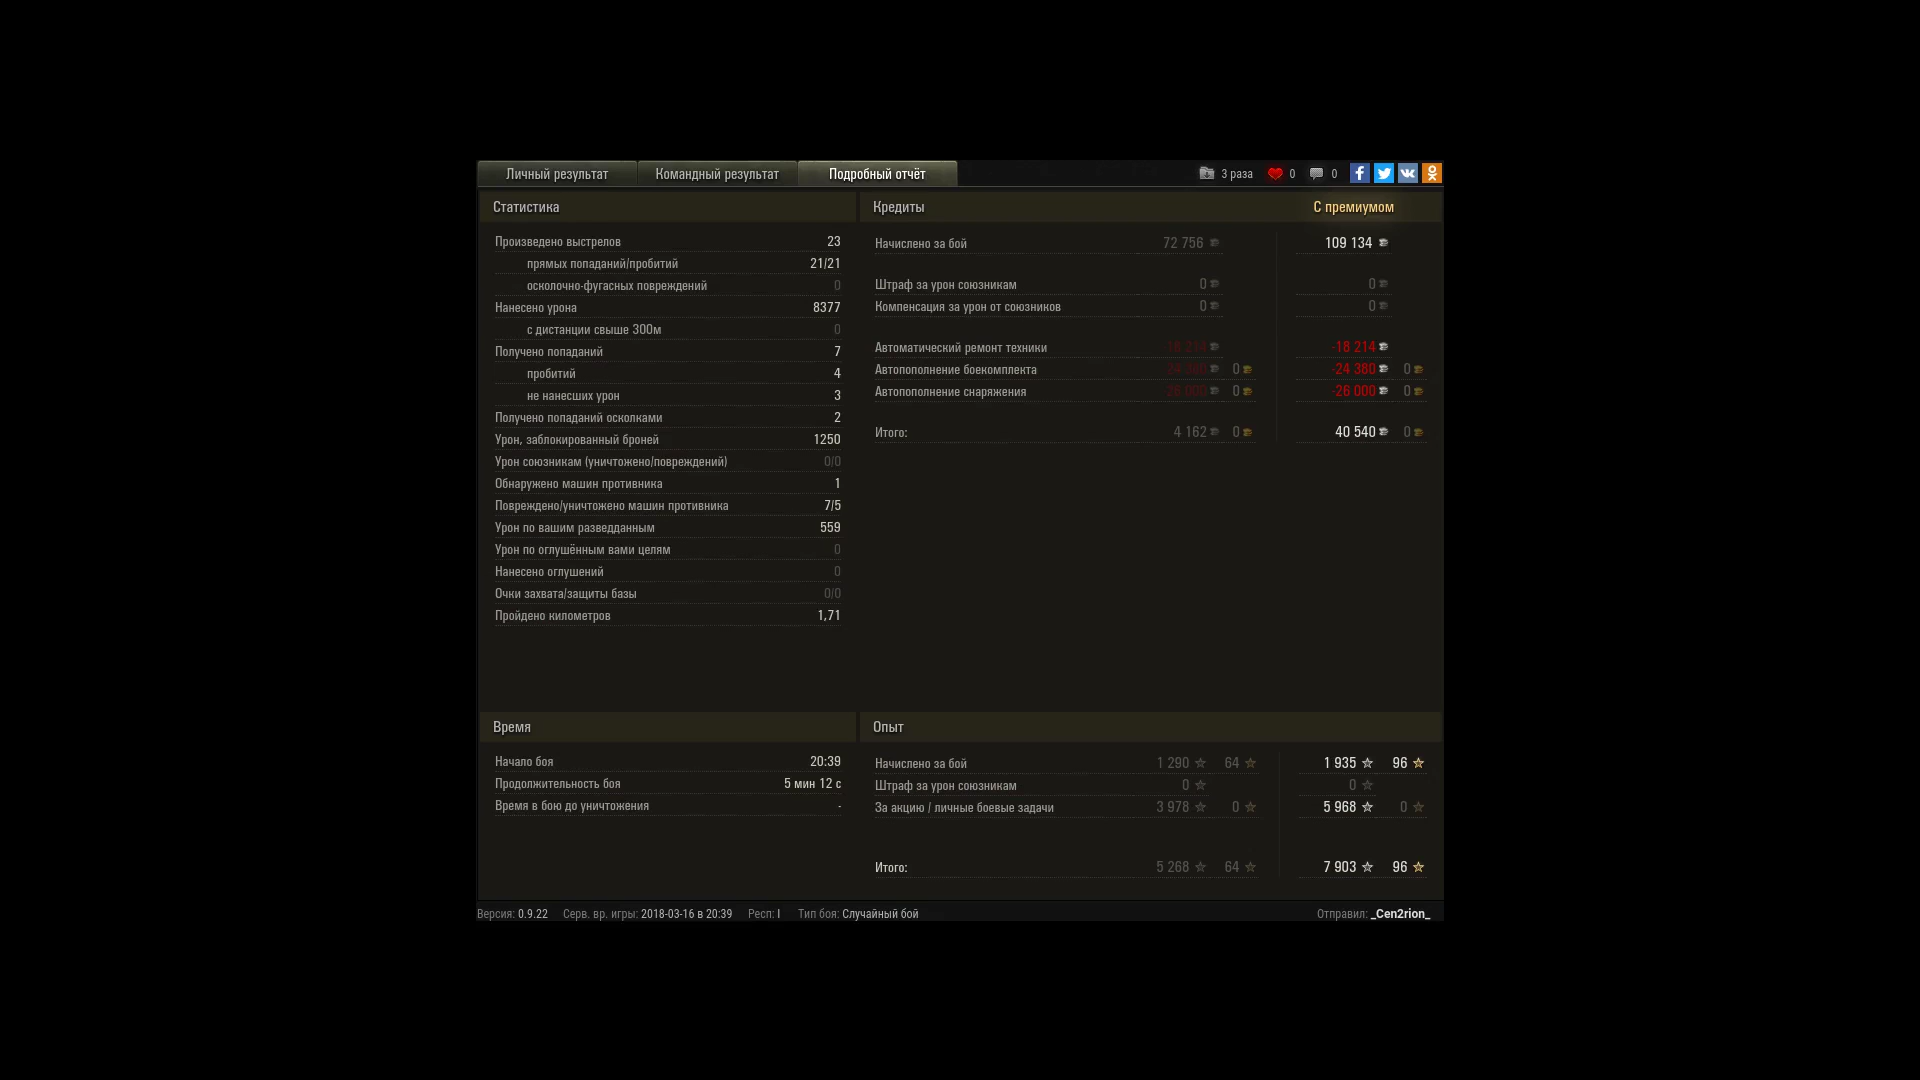 Личный результат Командный результат Подробный отчёт 3 раза 0 0
Статистика
Произведено выстрелов 23
прямых попаданий/пробитий 21/21
осколочно-фугасных повреждений 0
Нанесено урона 8377
с дистанции свыше 300м 0
Получено попаданий 7
пробитий 4
не нанесших урон 3
Получено попаданий осколками 2
Урон, заблокированный броней 1250
Урон союзникам (уничтожено/повреждений) 0/0
Обнаружено машин противника 1
Повреждено/уничтожено машин противника 7/5
Урон по вашим разведданным 559
Урон по оглушённым вами целям 0
Нанесено оглушений 0
Очки захвата/защиты базы 0/0
Пройдено километров 1,71
Кредиты С премиумом
Начислено за бой 72 756 109 134
Штраф за урон союзникам 0 0
Компенсация за урон от союзников 0 0
Автоматический ремонт техники -18 214 -18 214
Автопополнение боекомплекта -24 380 0 -24 380 0
Автопополнение снаряжения -26 000 0 -26 000 0
Итого: 4 162 0 40 540 0
Время
Начало боя 20:39
Продолжительность боя 5 мин 12 с
Время в бою до уничтожения -
Опыт
Начислено за бой 1 290 64 1 935 96
Штраф за урон союзникам 0 0
За акцию / личные боевые задачи 3 978 0 5 968 0
Итого: 5 268 64 7 903 96
Версия: 0.9.22 Серв. вр. игры: 2018-03-16 в 20:39 Респ: I Тип боя: Случайный бой Отправил: _Cen2rion_